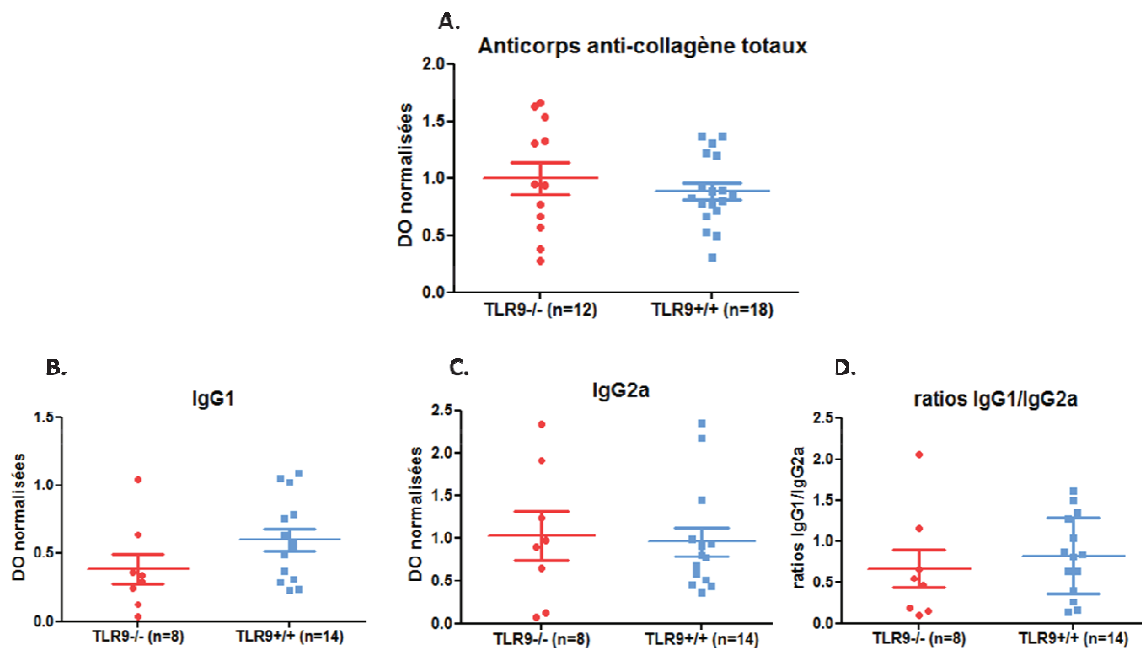 A.
Anticorps anti-collagène totaux
DO normalisées
2.0
1.5
1.0
0.5
0.0
TLR9-/- (n=12)
TLR9+/+ (n=18)
B.
IgG1
DO normalisées
1.5
1.0
0.5
0.0
TLR9-/- (n=8)
TLR9+/+ (n=14)
C.
IgG2a
DO normalisées
2.5
2.0
1.5
1.0
0.5
0.0
TLR9-/- (n=8)
TLR9+/+ (n=14)
D.
ratios IgG1/IgG2a
ratios IgG1/IgG2a
2.5
2.0
1.5
1.0
0.5
0.0
TLR9-/- (n=8)
TLR9+/+ (n=14)